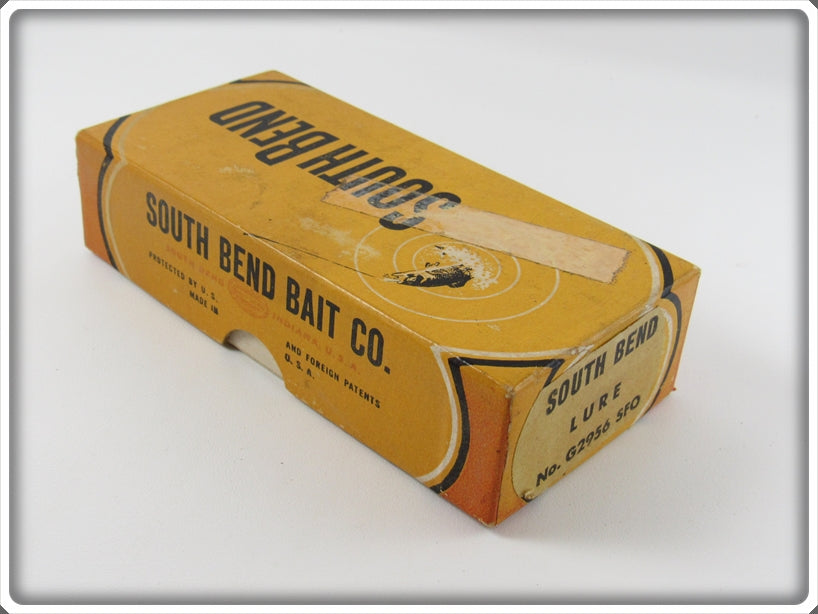 SOUTH BEND
SOUTH BEND BAIT CO.
SOUTH BEND
INDIANA, U.S.A.
PROTECTED BY U. S.
AND FOREIGN PATENTS
MADE IN
U. S. A.
SOUTH BEND
LURE
No. G2956 SFO